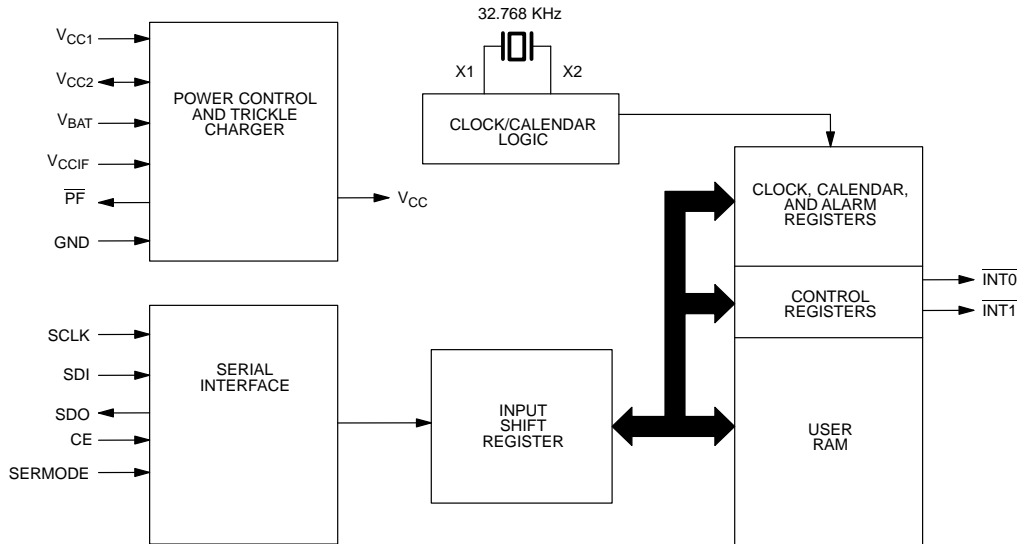 32.768 KHz
X1
X2
VCC1
VCC2
VBAT
VCCIF
PF
GND
POWER CONTROL
AND TRICKLE
CHARGER
VCC
CLOCK/CALENDAR
LOGIC
CLOCK, CALENDAR,
AND ALARM
REGISTERS
CONTROL
REGISTERS
INT0
INT1
USER
RAM
SCLK
SDI
SDO
CE
SERMODE
SERIAL
INTERFACE
INPUT
SHIFT
REGISTER